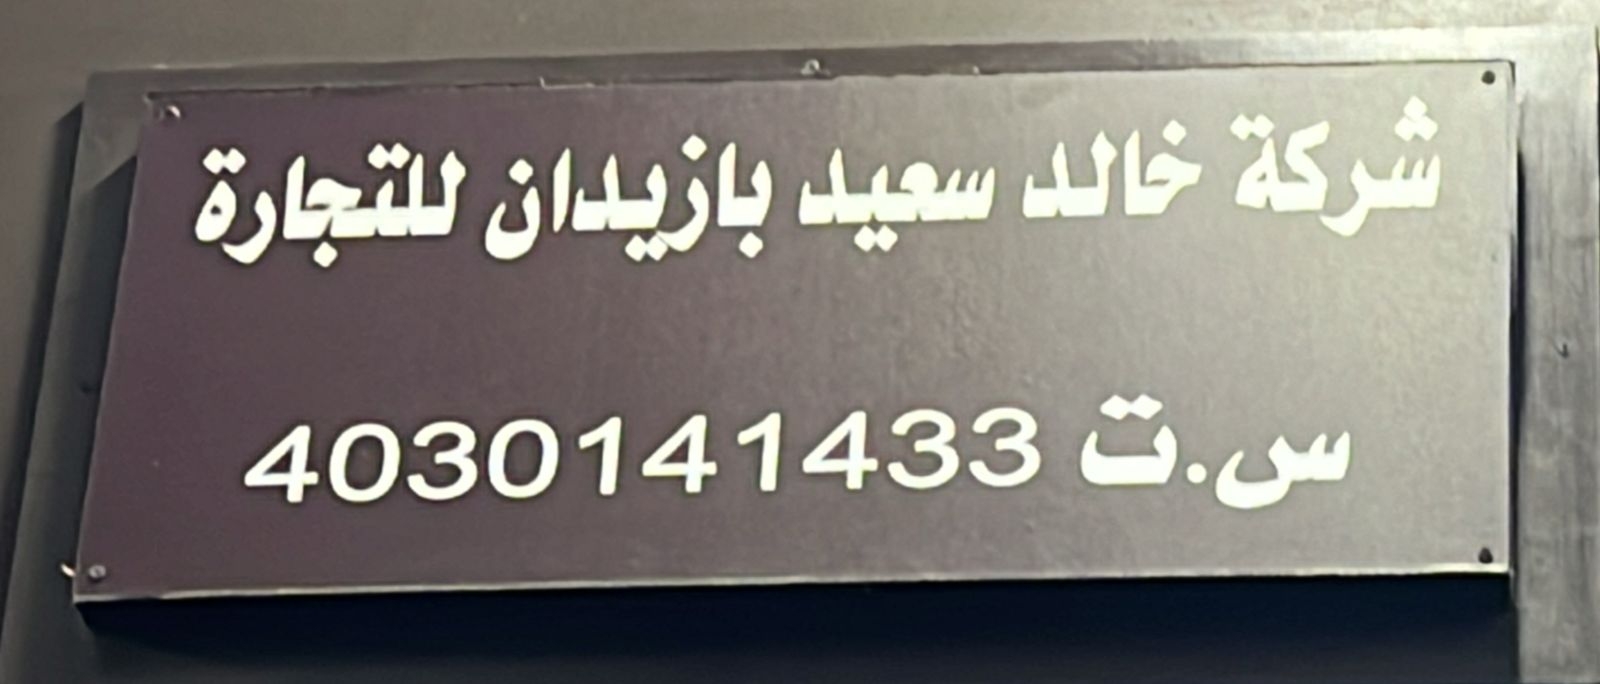 شركة خالد سعيد بازيدان للتجارة
س.ت 4030141433